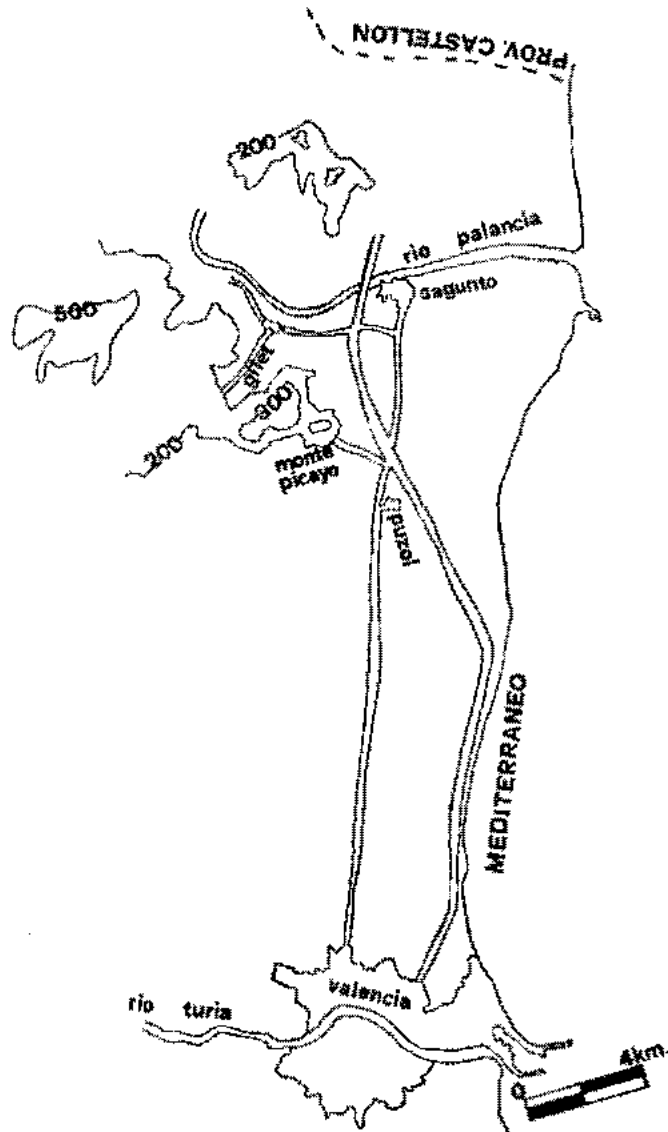 PROV. CASTELLON
200
rio palancia
sagunto
500
gilet
300
200
monte
picayo
puzol
MEDITERRANEO
valencia
rio turia
0 4km.